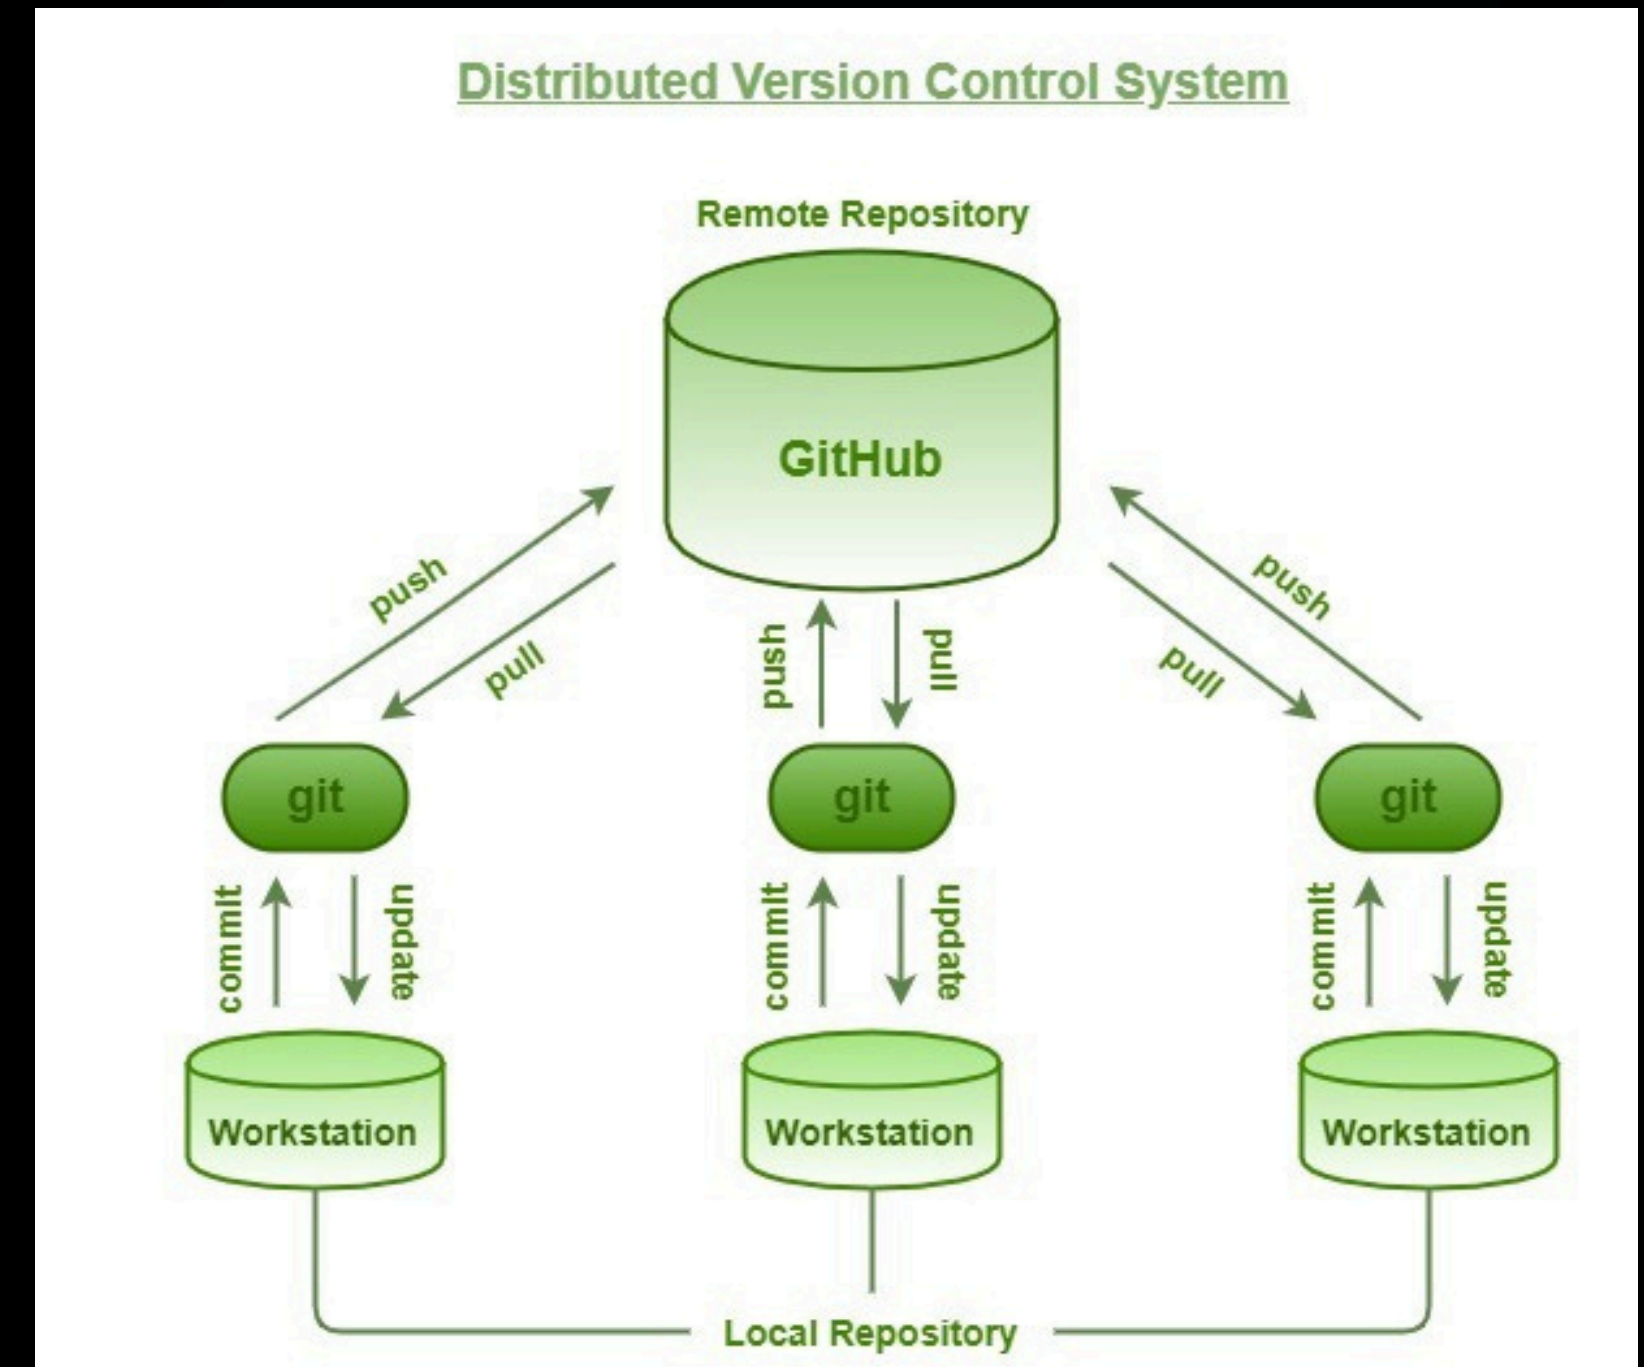 Distributed Version Control System
Remote Repository
GitHub
push
pull
push
pull
push
pull
git
git
git
commit
update
commit
update
commit
update
Workstation
Workstation
Workstation
Local Repository